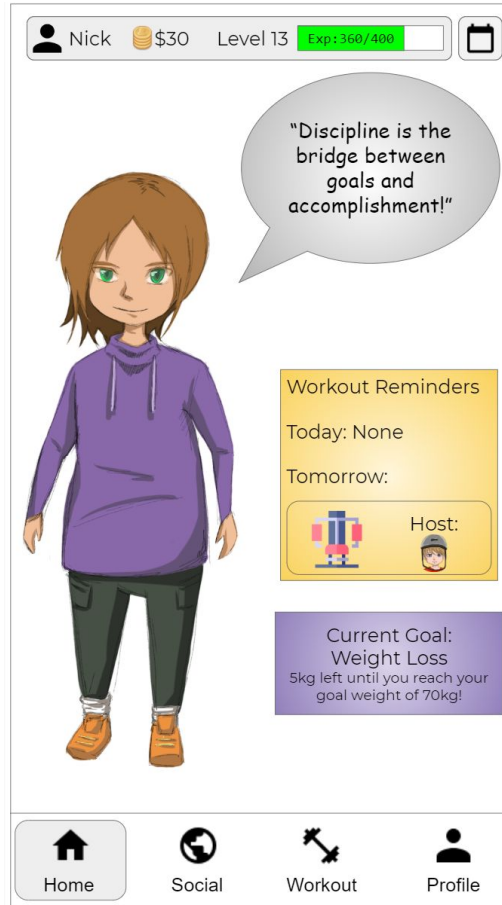 Nick $30 Level 13 Exp:360/400
“Discipline is the
bridge between
goals and
accomplishment!”
Workout Reminders
Today: None
Tomorrow:
Host:
Current Goal:
Weight Loss
5kg left until you reach your
goal weight of 70kg!
Home Social Workout Profile